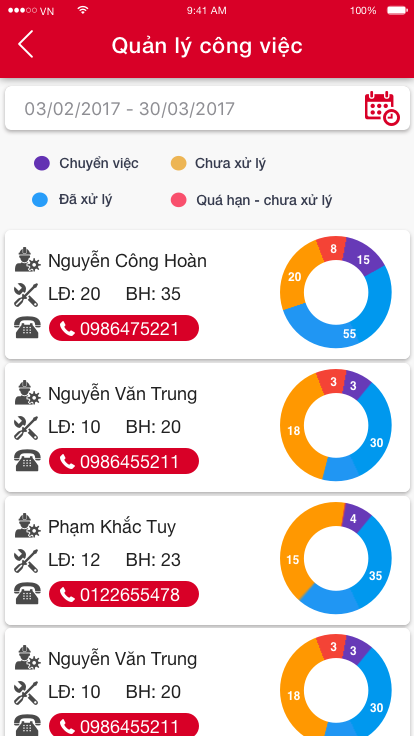 VN 9:41 AM 100%
Quản lý công việc
03/02/2017 - 30/03/2017
Chuyển việc Chưa xử lý
Đã xử lý Quá hạn - chưa xử lý
Nguyễn Công Hoàn
LĐ: 20 BH: 35
0986475221
8 15 20 55
Nguyễn Văn Trung
LĐ: 10 BH: 20
0986455211
3 3 18 30
Phạm Khắc Tuy
LĐ: 12 BH: 23
0122655478
4 15 35
Nguyễn Văn Trung
LĐ: 10 BH: 20
0986455211
3 3 18 30